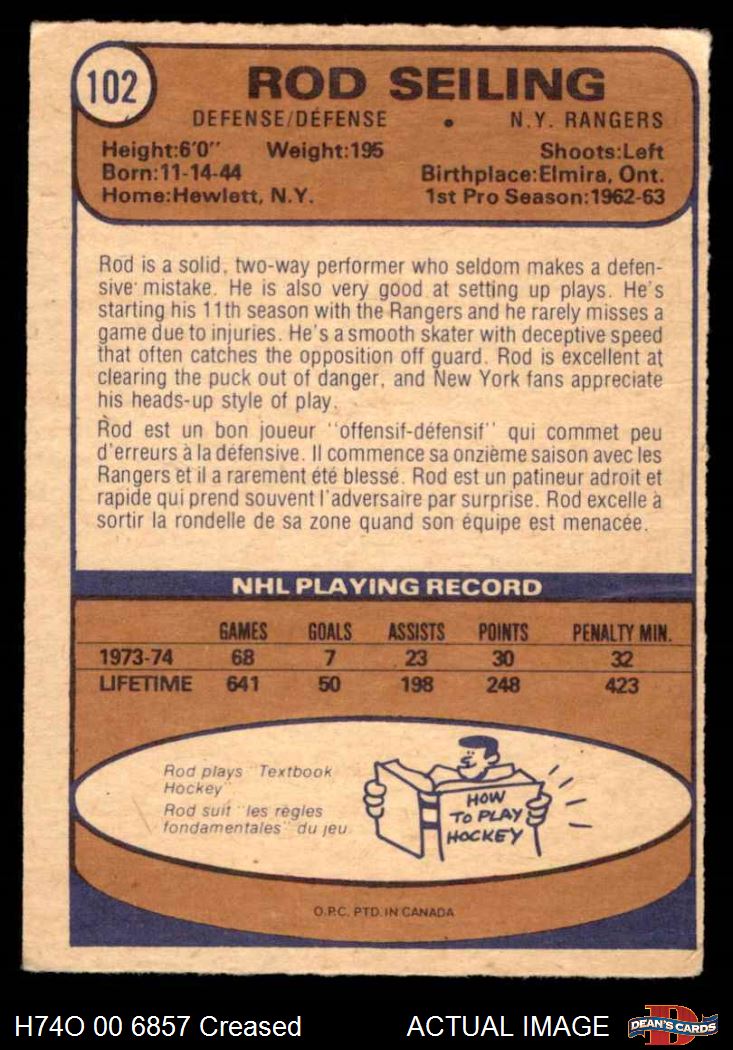 102
ROD SEILING
DEFENSE/DÉFENSE • N.Y. RANGERS
Height:6'0" Weight:195 Shoots:Left
Born:11-14-44 Birthplace:Elmira, Ont.
Home:Hewlett, N.Y. 1st Pro Season:1962-63
Rod is a solid, two-way performer who seldom makes a defen-
sive mistake. He is also very good at setting up plays. He's
starting his 11th season with the Rangers and he rarely misses a
game due to injuries. He's a smooth skater with deceptive speed
that often catches the opposition off guard. Rod is excellent at
clearing the puck out of danger, and New York fans appreciate
his heads-up style of play.
Rod est un bon joueur "offensif-défensif" qui commet peu
d'erreurs à la défensive. Il commence sa onzième saison avec les
Rangers et il a rarement été blessé. Rod est un patineur adroit et
rapide qui prend souvent l'adversaire par surprise. Rod excelle à
sortir la rondelle de sa zone quand son équipe est menacée.
NHL PLAYING RECORD
GAMES GOALS ASSISTS POINTS PENALTY MIN.
1973-74 68 7 23 30 32
LIFETIME 641 50 198 248 423
Rod plays "Textbook
Hockey"
Rod suit "les règles
fondamentales" du jeu
HOW
TO PLAY
HOCKEY
O.P.C. PTD. IN CANADA
H74O 00 6857 Creased ACTUAL IMAGE
D
DEAN'S CARDS